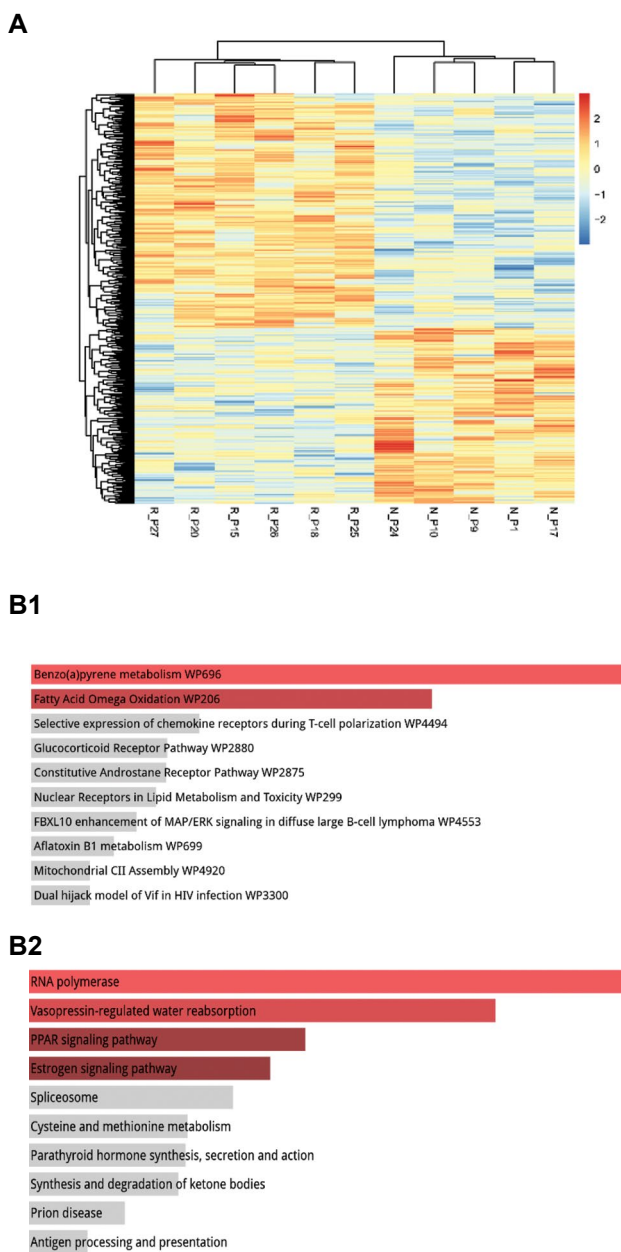 A
2
1
0
−1
−2
R_P27
R_P20
R_P15
R_P26
R_P18
R_P25
N_P24
N_P10
N_P9
N_P1
N_P17
B1
Benzo(a)pyrene metabolism WP696
Fatty Acid Omega Oxidation WP206
Selective expression of chemokine receptors during T-cell polarization WP4494
Glucocorticoid Receptor Pathway WP2880
Constitutive Androstane Receptor Pathway WP2875
Nuclear Receptors in Lipid Metabolism and Toxicity WP299
FBXL10 enhancement of MAP/ERK signaling in diffuse large B-cell lymphoma WP4553
Aflatoxin B1 metabolism WP699
Mitochondrial CII Assembly WP4920
Dual hijack model of Vif in HIV infection WP3300
B2
RNA polymerase
Vasopressin-regulated water reabsorption
PPAR signaling pathway
Estrogen signaling pathway
Spliceosome
Cysteine and methionine metabolism
Parathyroid hormone synthesis, secretion and action
Synthesis and degradation of ketone bodies
Prion disease
Antigen processing and presentation